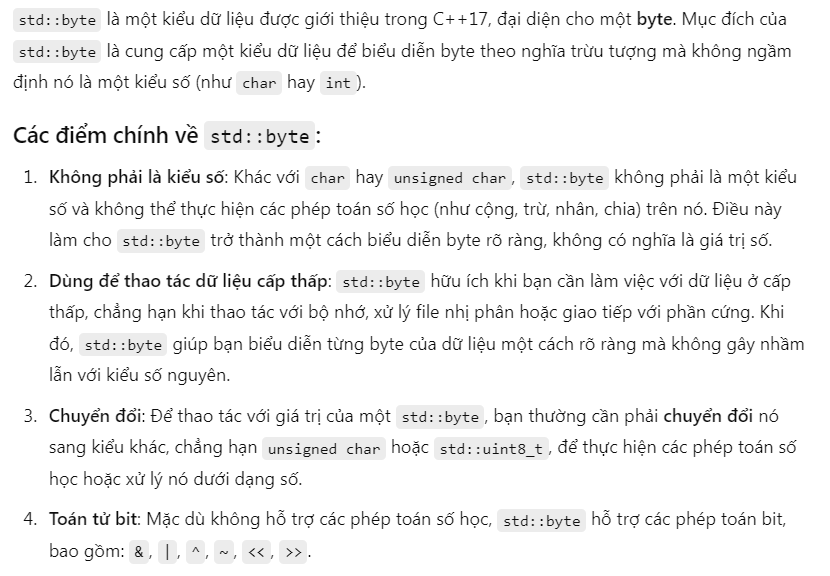 std::byte là một kiểu dữ liệu được giới thiệu trong C++17, đại diện cho một byte. Mục đích của
std::byte là cung cấp một kiểu dữ liệu để biểu diễn byte theo nghĩa trừu tượng mà không ngầm
định nó là một kiểu số (như char hay int).
Các điểm chính về std::byte:
1. Không phải là kiểu số: Khác với char hay unsigned char, std::byte không phải là một kiểu
số và không thể thực hiện các phép toán số học (như cộng, trừ, nhân, chia) trên nó. Điều này
làm cho std::byte trở thành một cách biểu diễn byte rõ ràng, không có nghĩa là giá trị số.
2. Dùng để thao tác dữ liệu cấp thấp: std::byte hữu ích khi bạn cần làm việc với dữ liệu ở cấp
thấp, chẳng hạn khi thao tác với bộ nhớ, xử lý file nhị phân hoặc giao tiếp với phần cứng. Khi
đó, std::byte giúp bạn biểu diễn từng byte của dữ liệu một cách rõ ràng mà không gây nhầm
lẫn với kiểu số nguyên.
3. Chuyển đổi: Để thao tác với giá trị của một std::byte, bạn thường cần phải chuyển đổi nó
sang kiểu khác, chẳng hạn unsigned char hoặc std::uint8_t, để thực hiện các phép toán số
học hoặc xử lý nó dưới dạng số.
4. Toán tử bit: Mặc dù không hỗ trợ các phép toán số học, std::byte hỗ trợ các phép toán bit,
bao gồm: &, |, ^, ~, <<, >>.